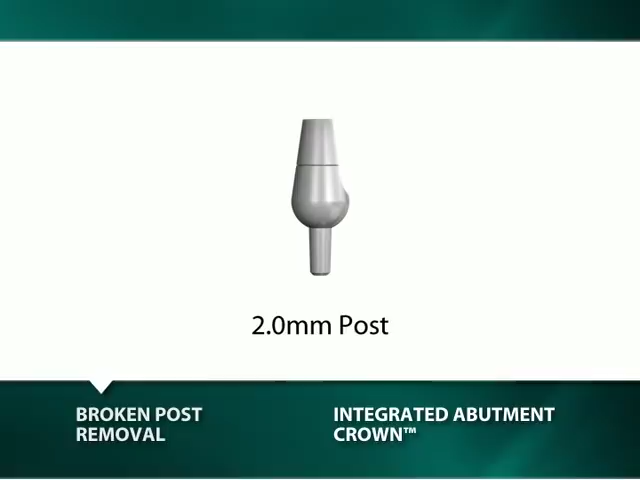 2.0mm Post
BROKEN POST
REMOVAL
INTEGRATED ABUTMENT
CROWN™